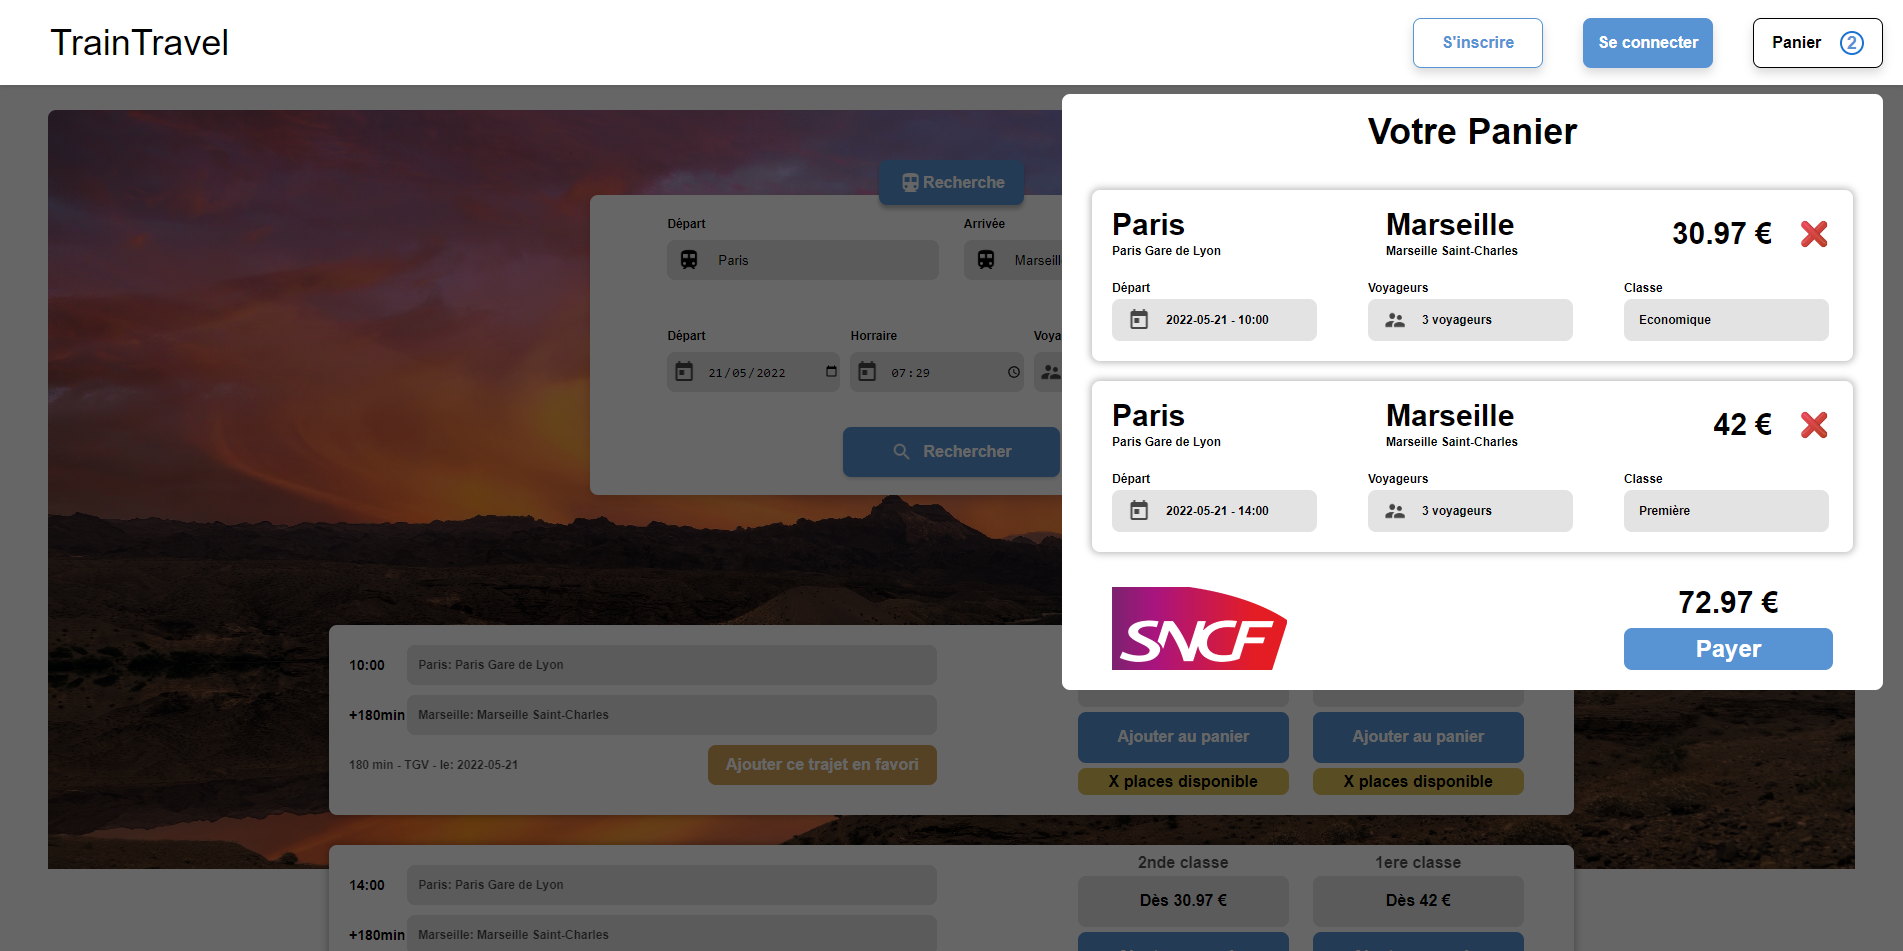 TrainTravel
S'inscrire
Se connecter
Panier 2
Recherche
Départ
Arrivée
Paris
Marseill
Départ
Horraire
Voya
21/05/2022
07:29
Rechercher
Votre Panier
Paris
Marseille
30.97 €
Paris Gare de Lyon
Marseille Saint-Charles
Départ
Voyageurs
Classe
2022-05-21 - 10:00
3 voyageurs
Economique
Paris
Marseille
42 €
Paris Gare de Lyon
Marseille Saint-Charles
Départ
Voyageurs
Classe
2022-05-21 - 14:00
3 voyageurs
Première
SNCF
72.97 €
Payer
10:00
Paris: Paris Gare de Lyon
+180min
Marseille: Marseille Saint-Charles
180 min - TGV - le: 2022-05-21
Ajouter ce trajet en favori
Ajouter au panier
Ajouter au panier
X places disponible
X places disponible
14:00
Paris: Paris Gare de Lyon
+180min
Marseille: Marseille Saint-Charles
2nde classe
1ere classe
Dès 30.97 €
Dès 42 €